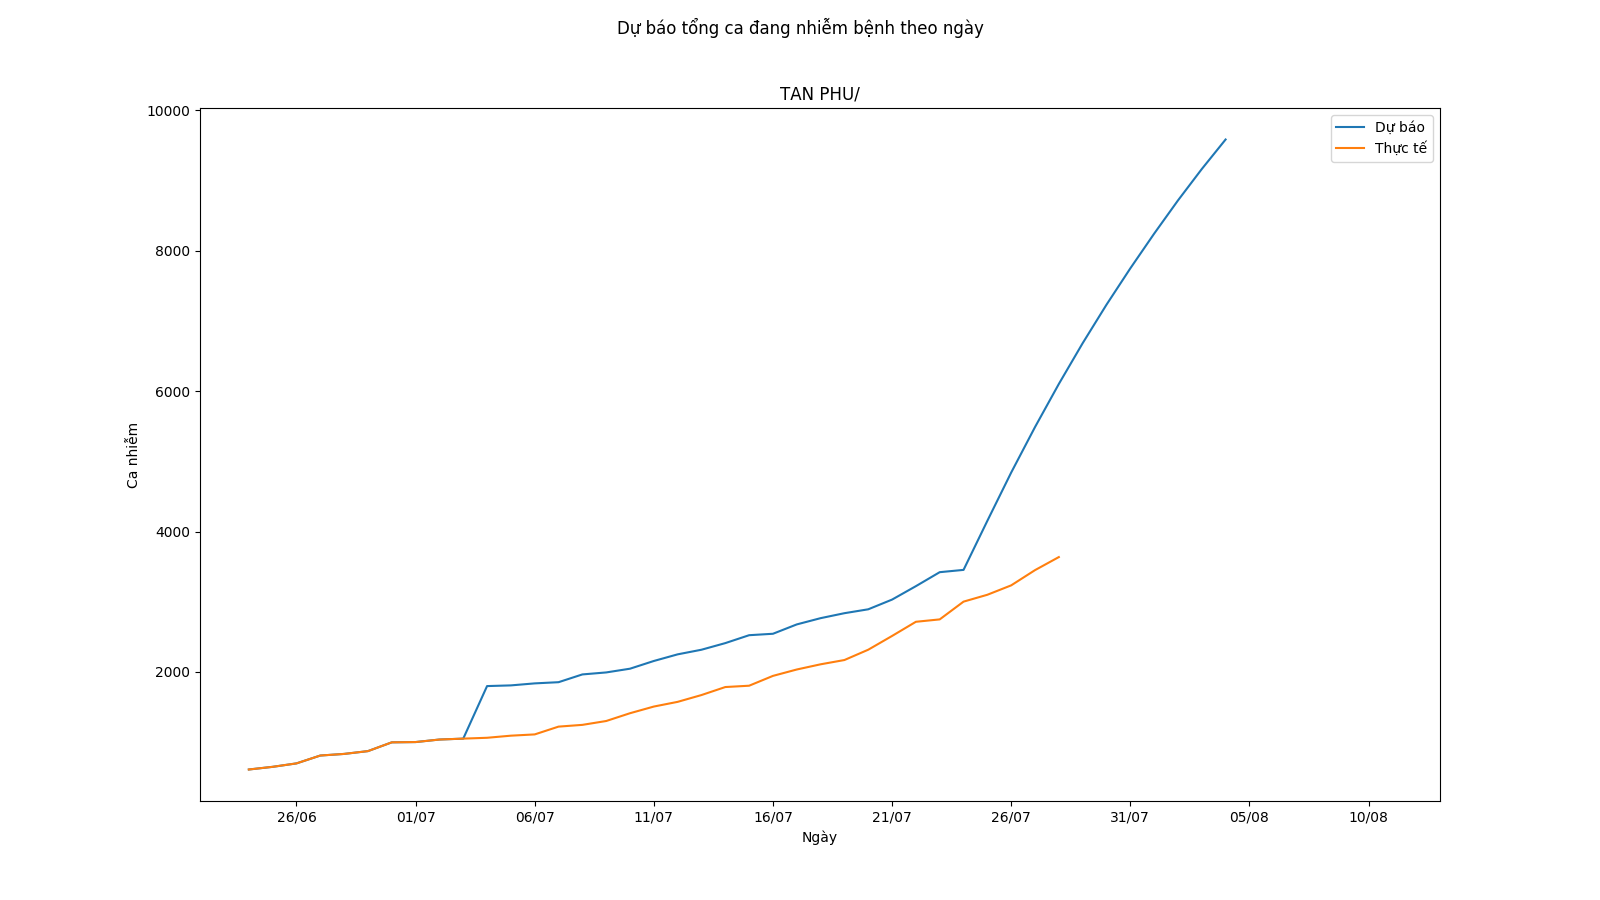 Dự báo tổng ca đang nhiễm bệnh theo ngày
TAN PHU/
Dự báo
Thực tế
10000
8000
6000
4000
2000
Ca nhiễm
26/06
01/07
06/07
11/07
16/07
21/07
26/07
31/07
05/08
10/08
Ngày